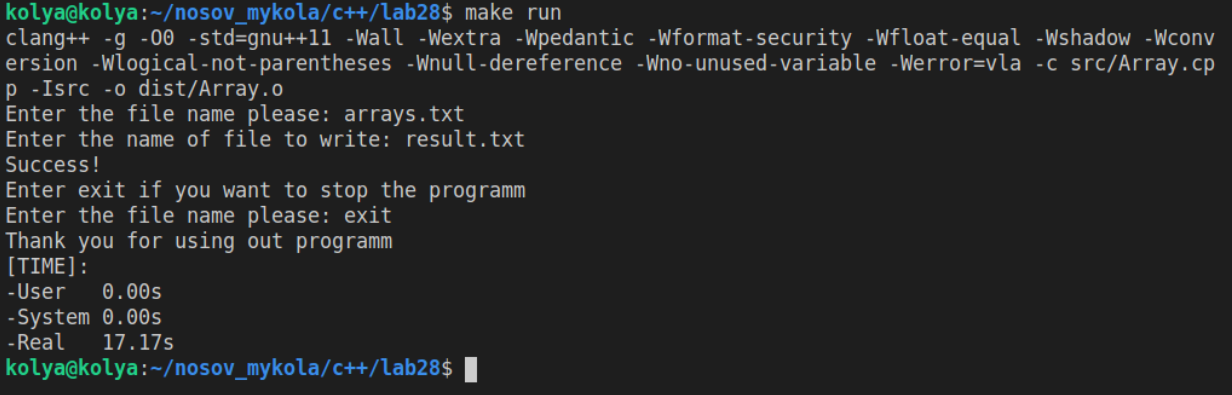 kolya@kolya:~/nosov_mykola/c++/lab28$ make run
clang++ -g -O0 -std=gnu++11 -Wall -Wextra -Wpedantic -Wformat-security -Wfloat-equal -Wshadow -Wconv
ersion -Wlogical-not-parentheses -Wnull-dereference -Wno-unused-variable -Werror=vla -c src/Array.cp
p -Isrc -o dist/Array.o
Enter the file name please: arrays.txt
Enter the name of file to write: result.txt
Success!
Enter exit if you want to stop the programm
Enter the file name please: exit
Thank you for using out programm
[TIME]:
-User   0.00s
-System 0.00s
-Real   17.17s
kolya@kolya:~/nosov_mykola/c++/lab28$